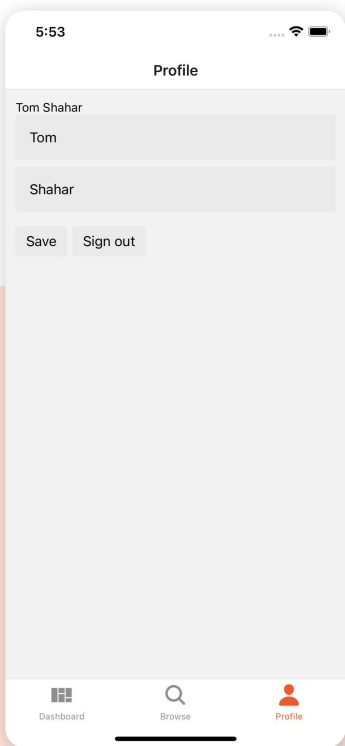 5:53
Profile
Tom Shahar
Tom
Shahar
Save Sign out
Dashboard Browse Profile